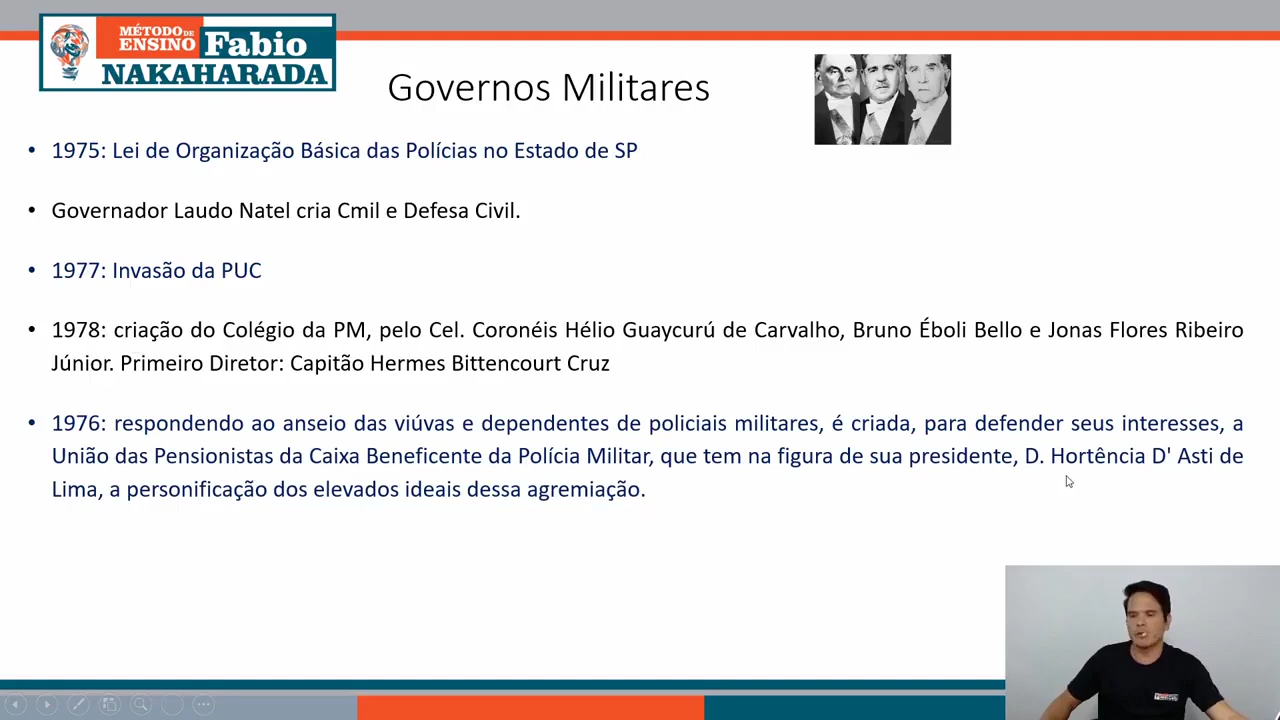 MÉTODO DE
ENSINO Fabio
NAKAHARADA
Governos Militares
• 1975: Lei de Organização Básica das Polícias no Estado de SP
• Governador Laudo Natel cria Cmil e Defesa Civil.
• 1977: Invasão da PUC
• 1978: criação do Colégio da PM, pelo Cel. Coronéis Hélio Guaycurú de Carvalho, Bruno Éboli Bello e Jonas Flores Ribeiro
Júnior. Primeiro Diretor: Capitão Hermes Bittencourt Cruz
• 1976: respondendo ao anseio das viúvas e dependentes de policiais militares, é criada, para defender seus interesses, a
União das Pensionistas da Caixa Beneficente da Polícia Militar, que tem na figura de sua presidente, D. Hortência D' Asti de
Lima, a personificação dos elevados ideais dessa agremiação.